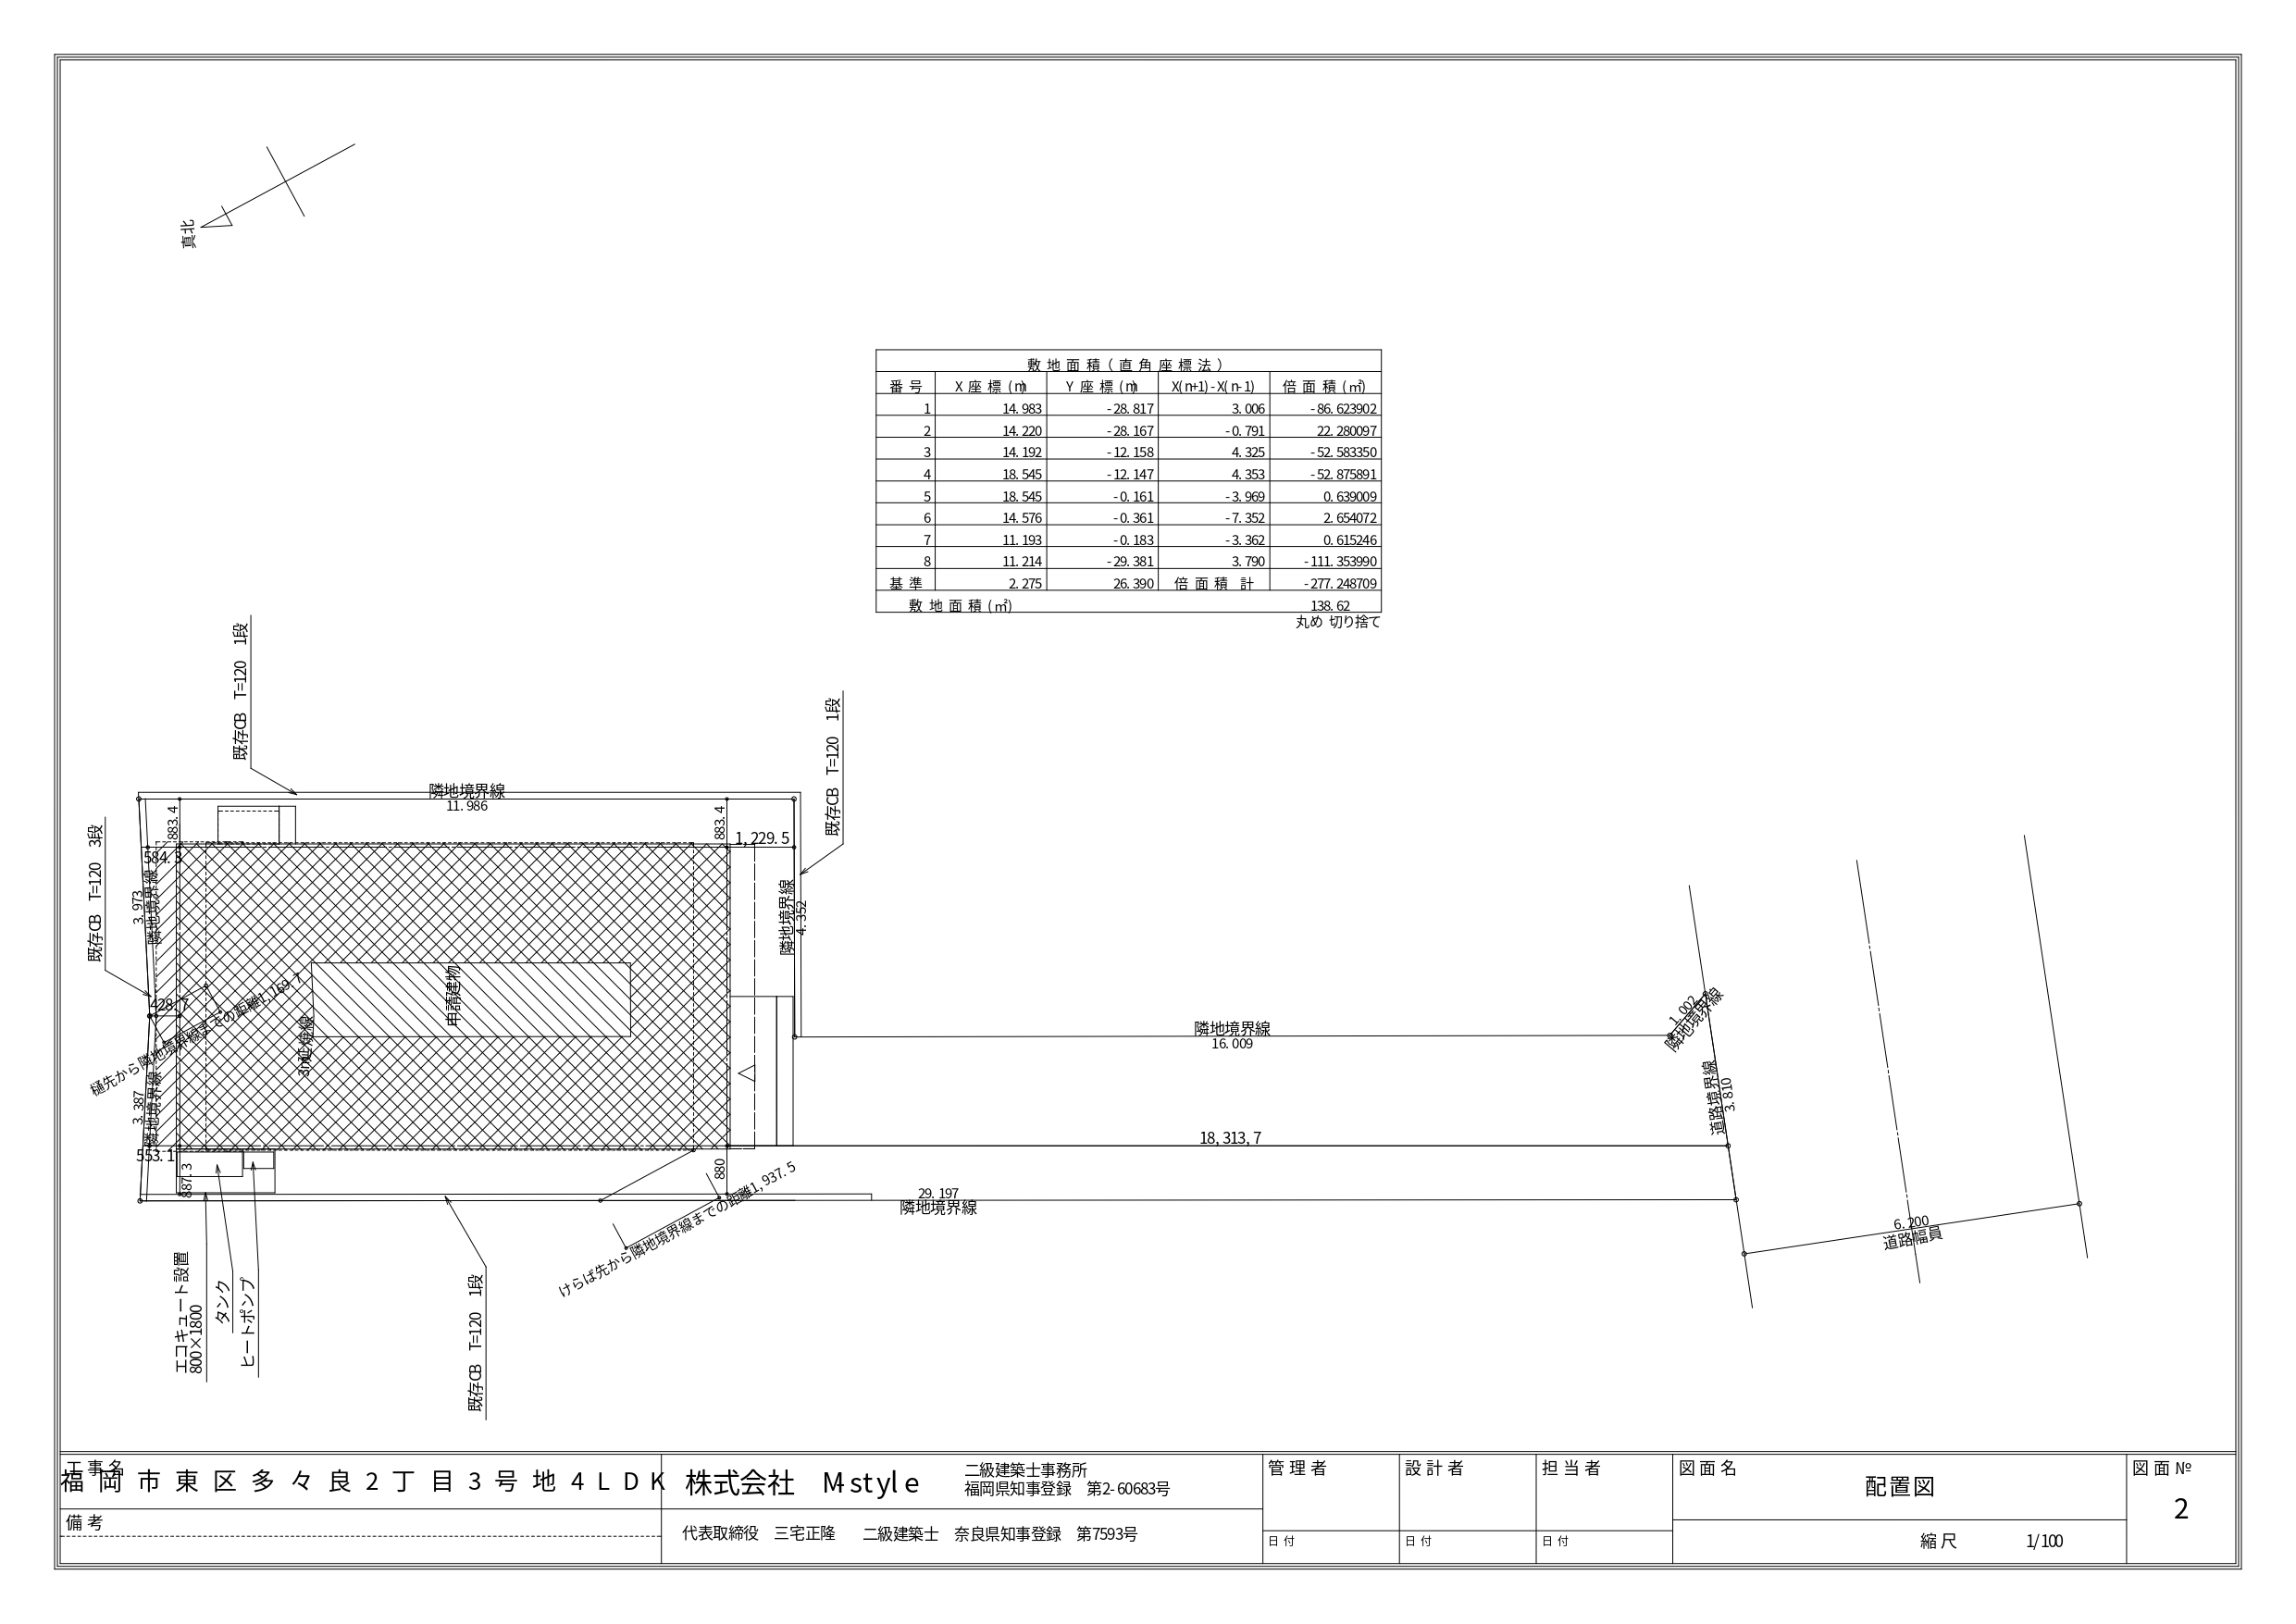 真北
敷地面積(直角座標法)
番号 X座標(m) Y座標(m) X(n+1)-X(n-1) 倍面積(㎡)
1 14.983 -28.817 3.006 -86.623902
2 14.220 -28.167 -0.791 22.280097
3 14.192 -12.158 4.325 -52.583350
4 18.545 -12.147 4.353 -52.875891
5 18.545 -0.161 -3.969 0.639009
6 14.576 -0.361 -7.352 2.654072
7 11.193 -0.183 -3.362 0.615246
8 11.214 -29.381 3.790 -111.353990
基準 2.275 26.390 倍面積 計 -277.248709
敷地面積(㎡) 138.62
丸め 切り捨て
既存CB T=120 1段
既存CB T=120 1段
既存CB T=120 3段
隣地境界線
11.986
883.4
883.4
1,229.5
584.3
3.973
隣地境界線
隣地境界線
4.352
428.7
樋先から隣地境界線までの距離1,169.7
3m延焼線
申請建物
3.387
隣地境界線
553.1
887.3
880
隣地境界線
16.009
1.002
隣地境界線
道路境界線
3.810
18,313,7
29.197
隣地境界線
けらば先から隣地境界線までの距離1,937.5
6.200
道路幅員
エコキュート設置
800×1800
タンク
ヒートポンプ
既存CB T=120 1段
工事名
福岡市東区多々良2丁目3号地4LDK
備考
株式会社 M-style
二級建築士事務所
福岡県知事登録 第2-60683号
代表取締役 三宅正隆 二級建築士 奈良県知事登録 第7593号
管理者
日付
設計者
日付
担当者
日付
図面名
配置図
縮尺 1/100
図面№
2